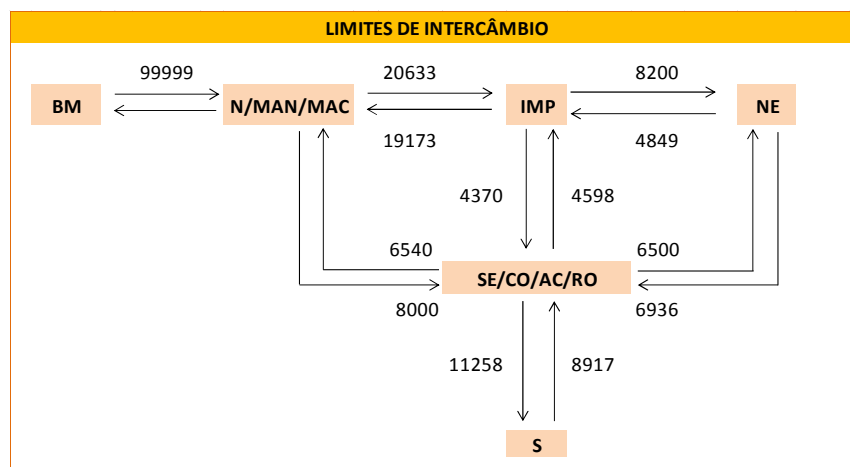 LIMITES DE INTERCÂMBIO
99999 20633 8200
BM N/MAN/MAC IMP NE
19173 4849
4370 4598
6540 6500
SE/CO/AC/RO
8000 6936
11258 8917
S